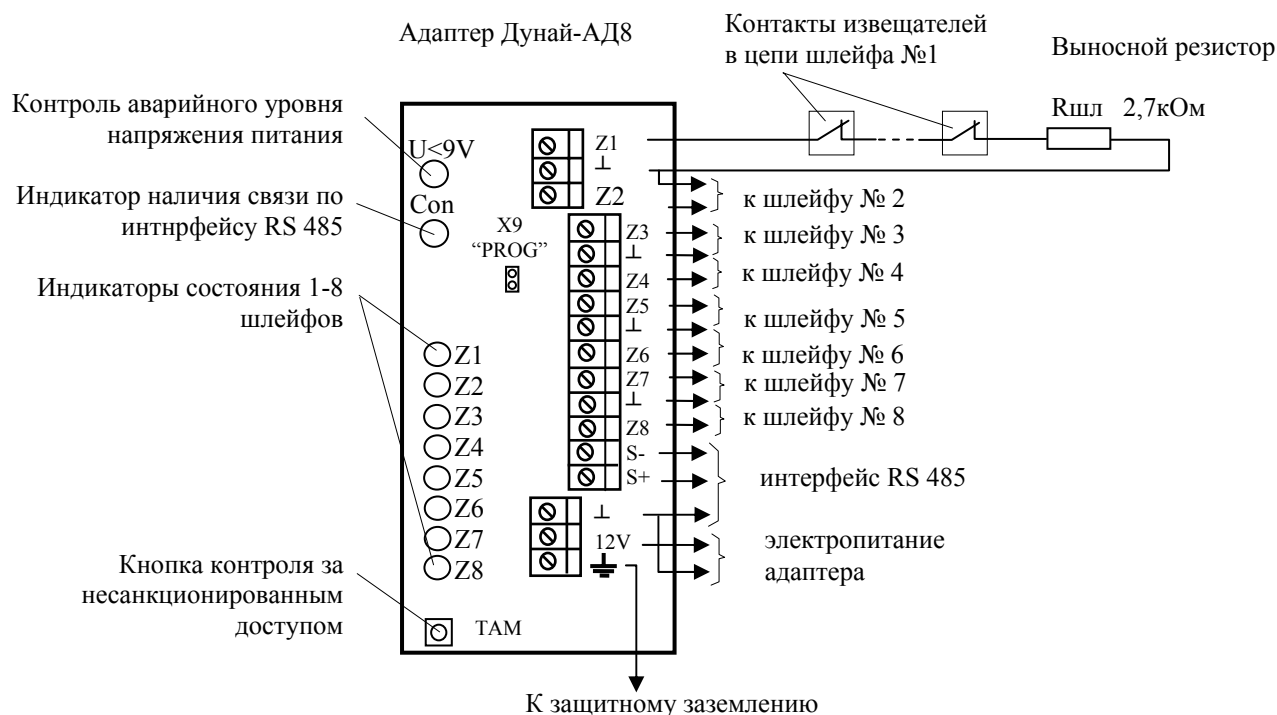 Адаптер Дунай-АД8
Контакты извещателей
в цепи шлейфа №1
Выносной резистор
Rшл 2,7кОм
Контроль аварийного уровня
напряжения питания
Индикатор наличия связи по
интнрфейсу RS 485
Индикаторы состояния 1-8
шлейфов
Кнопка контроля за
несанкционированным
доступом
U<9V
Con
X9
“PROG”
Z1
Z2
Z3
Z4
Z5
Z6
Z7
Z8
ТАМ
Z1
⊥
Z2
Z3
⊥
Z4
Z5
⊥
Z6
Z7
⊥
Z8
S-
S+
⊥
12V
к шлейфу № 2
к шлейфу № 3
к шлейфу № 4
к шлейфу № 5
к шлейфу № 6
к шлейфу № 7
к шлейфу № 8
интерфейс RS 485
электропитание
адаптера
К защитному заземлению